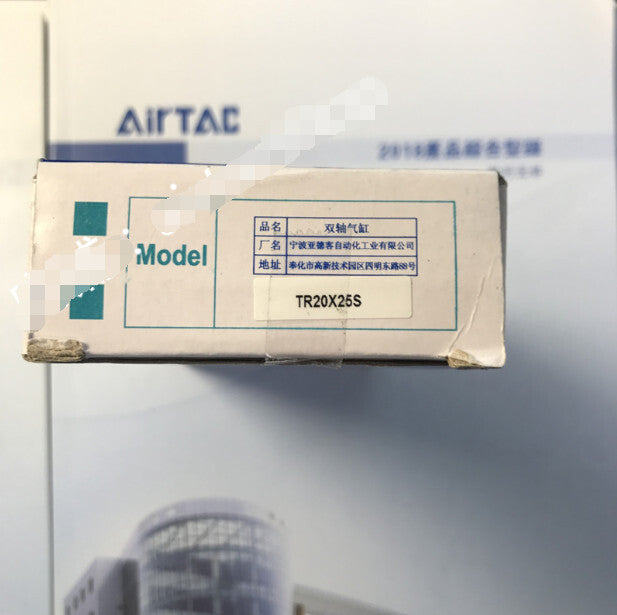 AirTAC
2018產品綜合型錄
Model
品名 双轴气缸
厂名 宁波亚德客自动化工业有限公司
地址 奉化市高新技术园区四明东路88号
TR20X25S